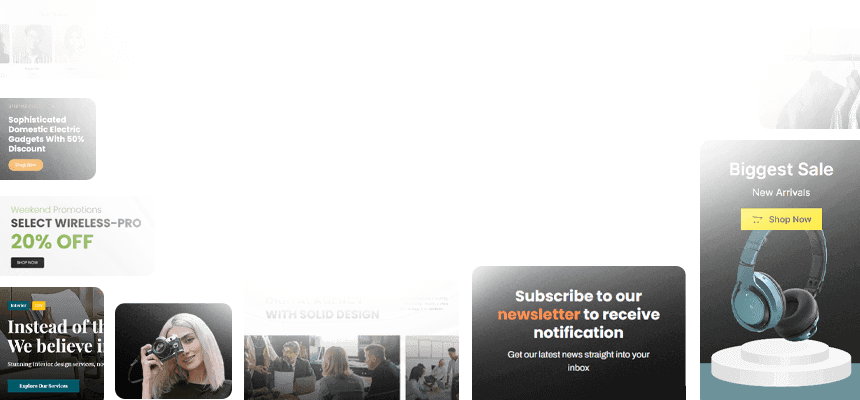 Sophisticated
Domestic Electric
Gadgets With 50%
Discount
Shop Now
Weekend Promotions
SELECT WIRELESS-PRO
20% OFF
SHOP NOW
Interior
Instead of th
We believe i
Stunning interior design services, now
Explore Our Services
WITH SOLID DESIGN
Subscribe to our
newsletter to receive
notification
Get our latest news straight into your
inbox
Biggest Sale
New Arrivals
Shop Now